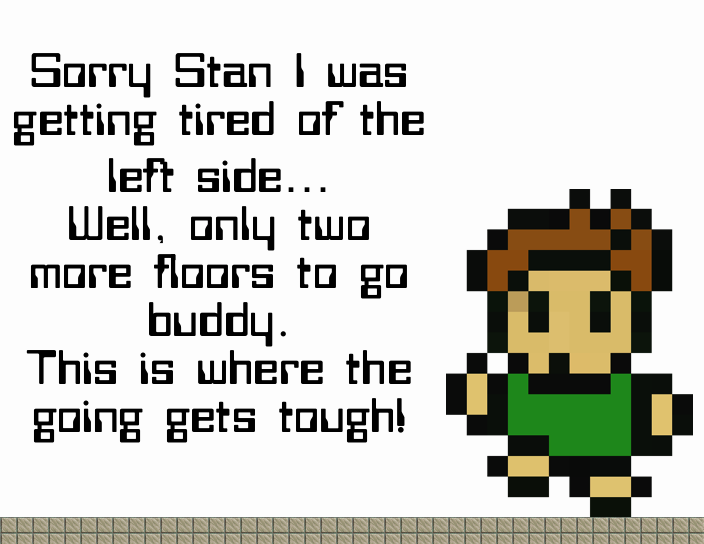 Sorry Stan I was
getting tired of the
left side...
Well, only two
more floors to go
buddy.
This is where the
going gets tough!